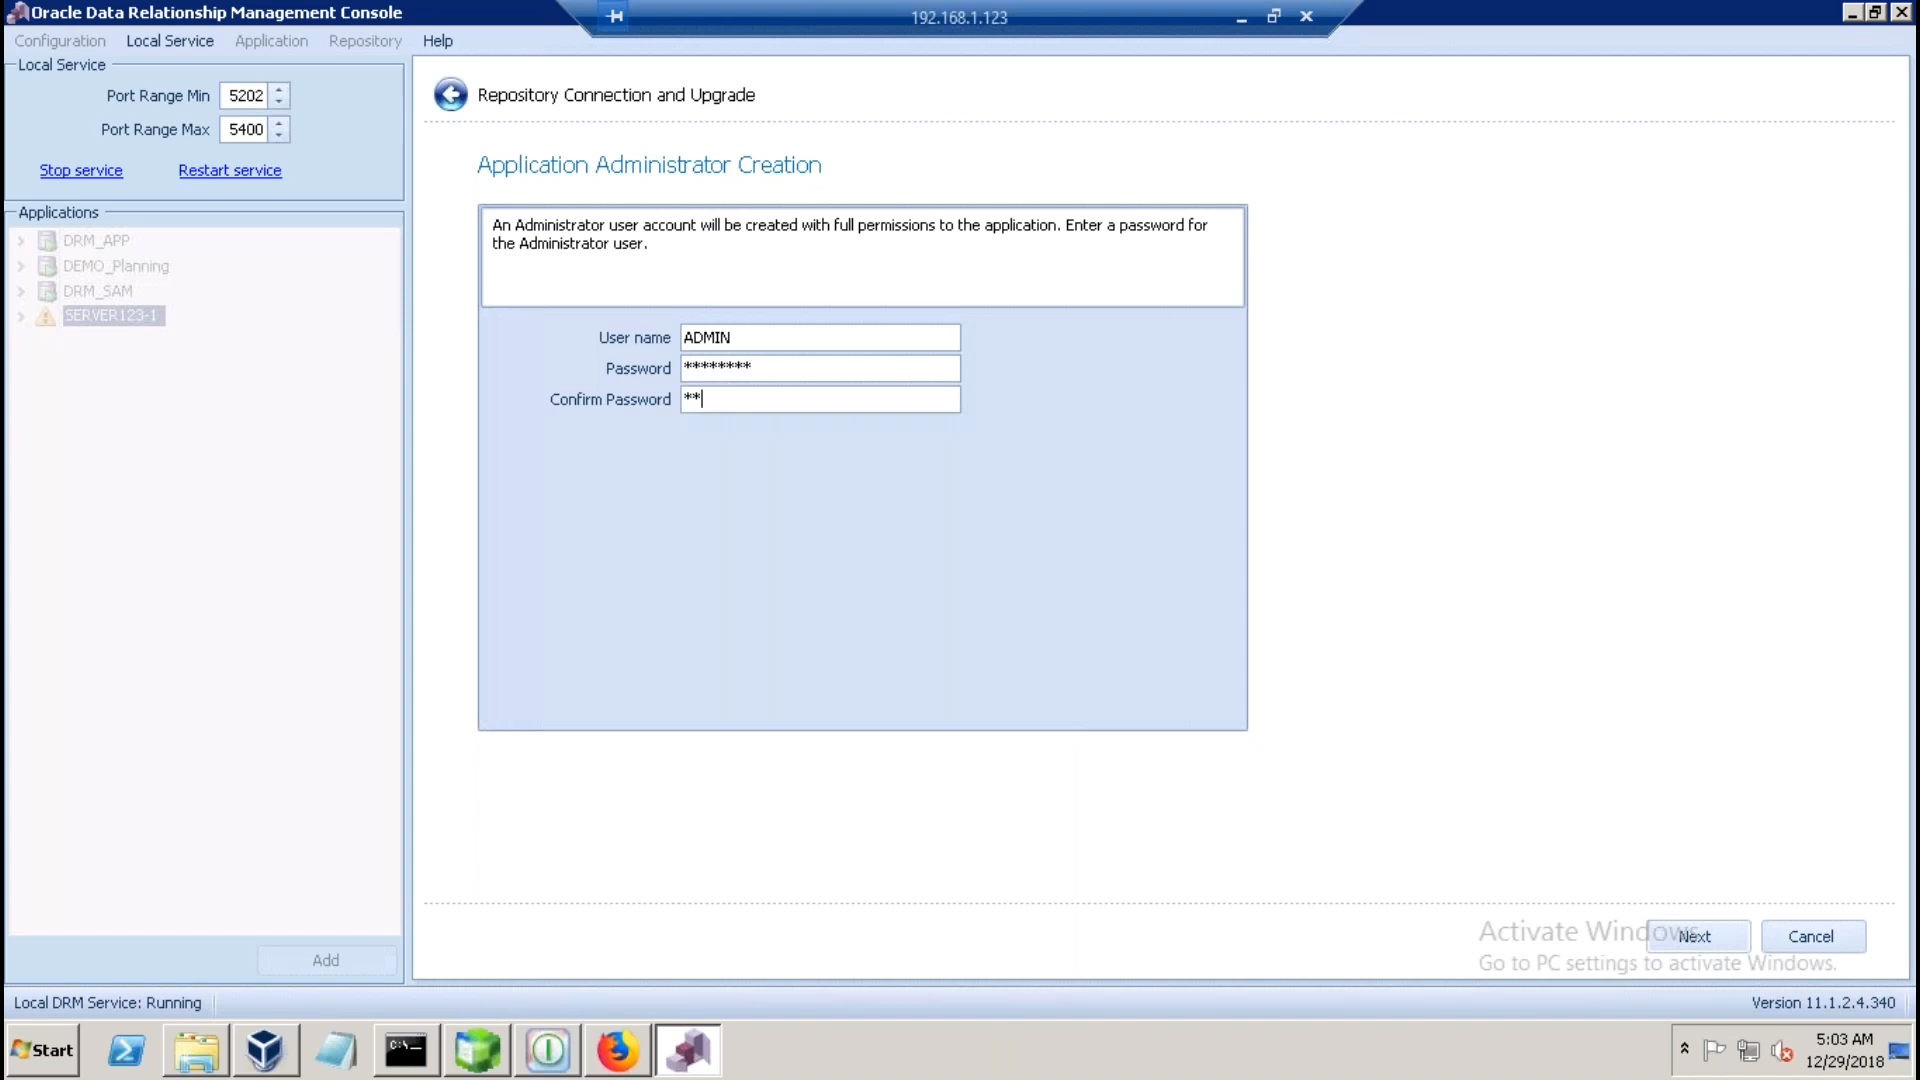 Oracle Data Relationship Management Console
192.168.1.123
Configuration Local Service Application Repository Help
Local Service
Port Range Min 5202
Port Range Max 5400
Stop service Restart service
Applications
DRM_APP
DEMO_Planning
DRM_SAM
SERVER123-1
Add
Repository Connection and Upgrade
Application Administrator Creation
An Administrator user account will be created with full permissions to the application. Enter a password for
the Administrator user.
User name ADMIN
Password ********
Confirm Password **
Activate Windows
Go to PC settings to activate Windows.
Next Cancel
Local DRM Service: Running
Version 11.1.2.4.340
Start
C:\
5:03 AM
12/29/2018